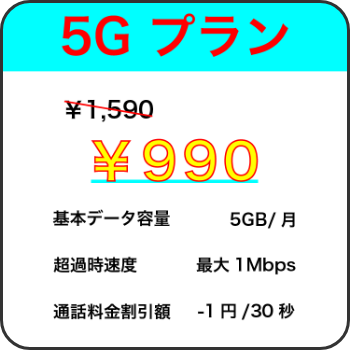 5G プラン
￥1,590
￥990
基本データ容量 5GB/月
超過時速度 最大 1Mbps
通話料金割引額 -1 円 /30 秒